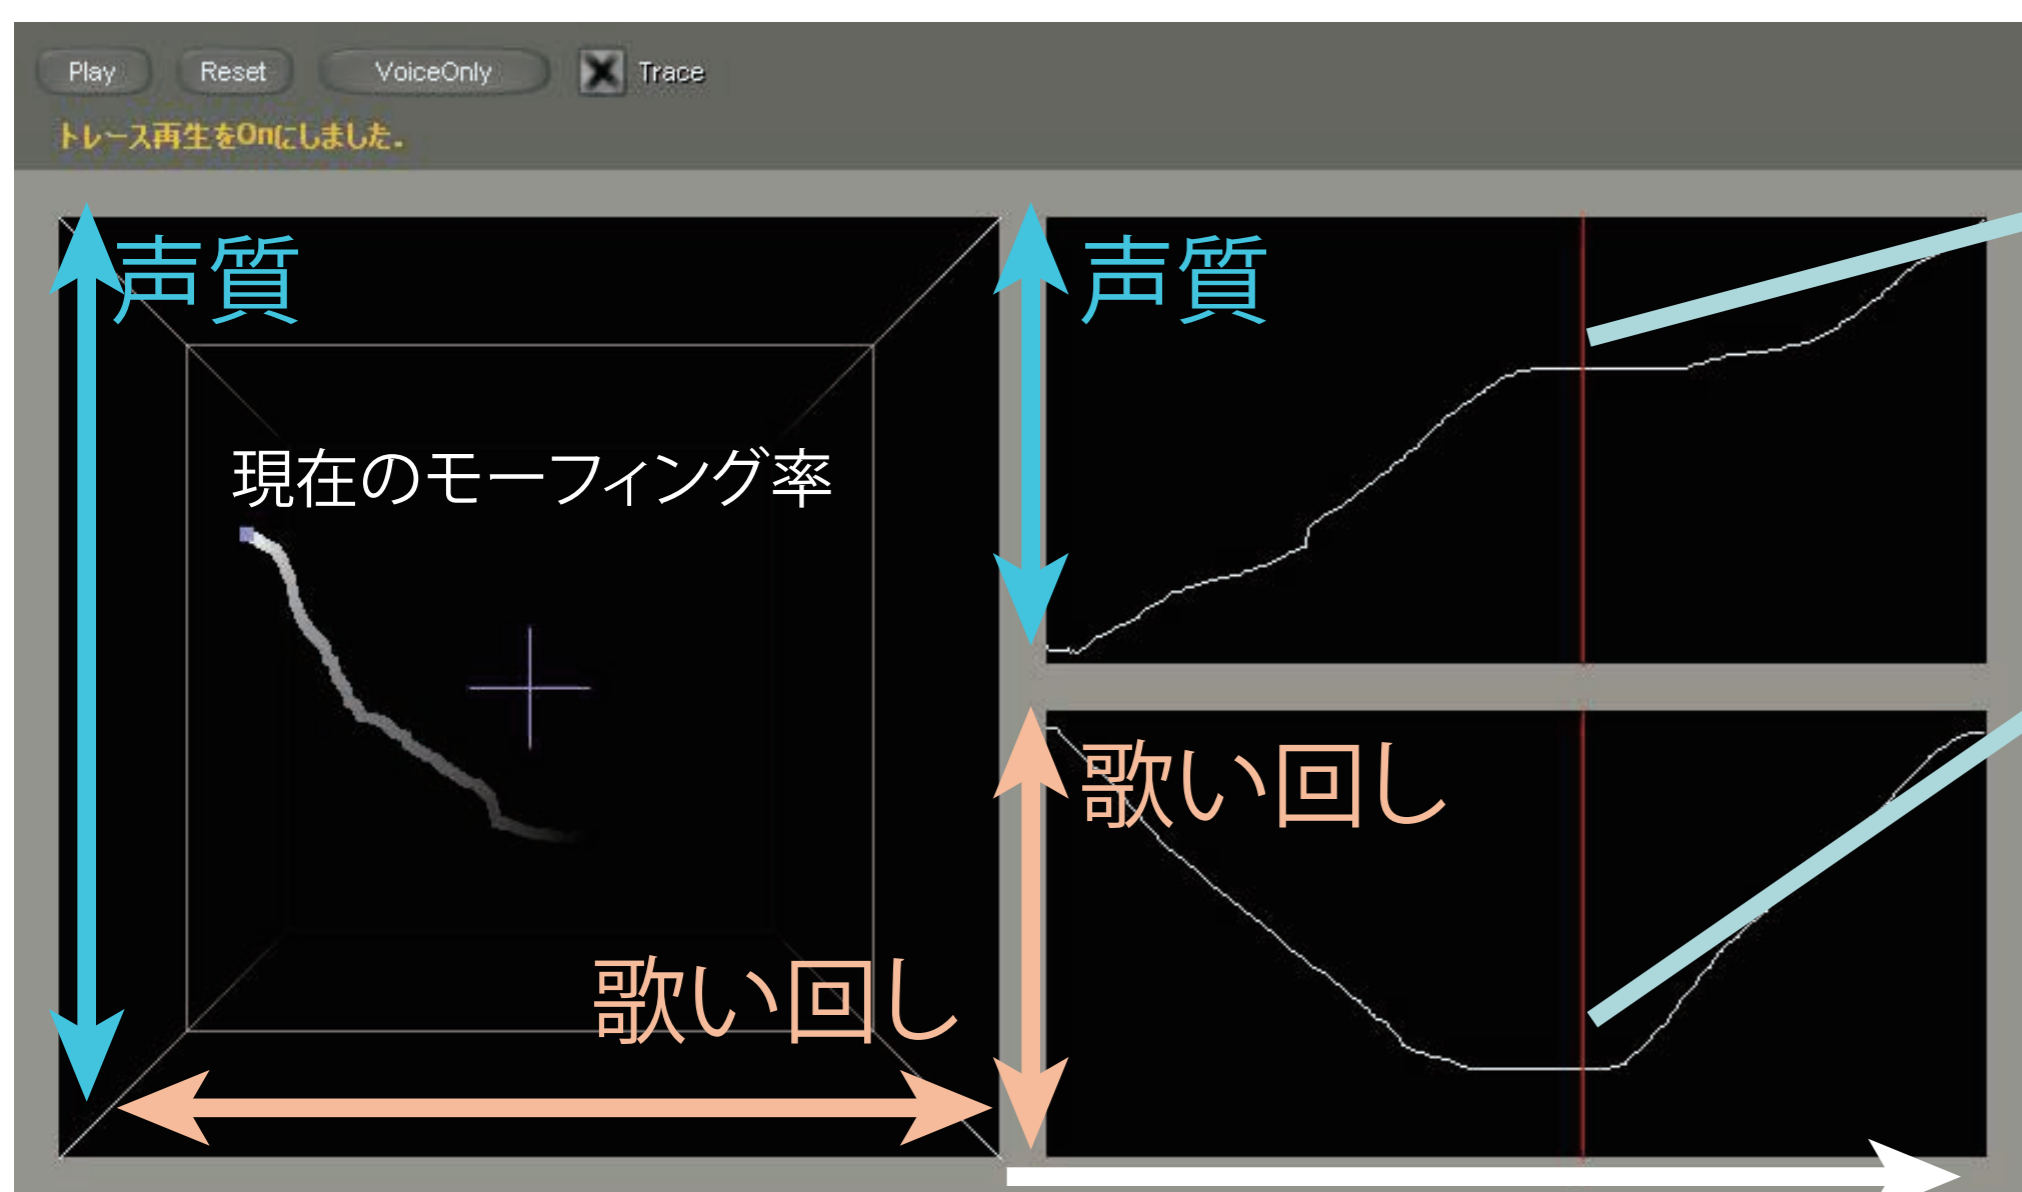 Play Reset VoiceOnly Trace
トレース再生をOnにしました.
声質
声質
現在のモーフィング率
歌い回し
歌い回し